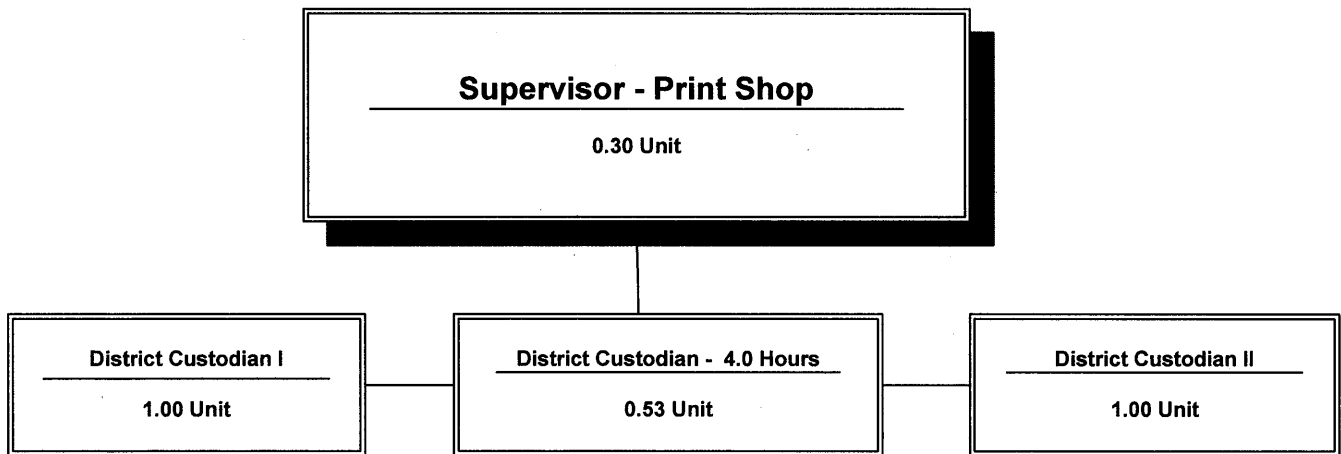 Supervisor - Print Shop
0.30 Unit
District Custodian I
1.00 Unit
District Custodian - 4.0 Hours
0.53 Unit
District Custodian II
1.00 Unit